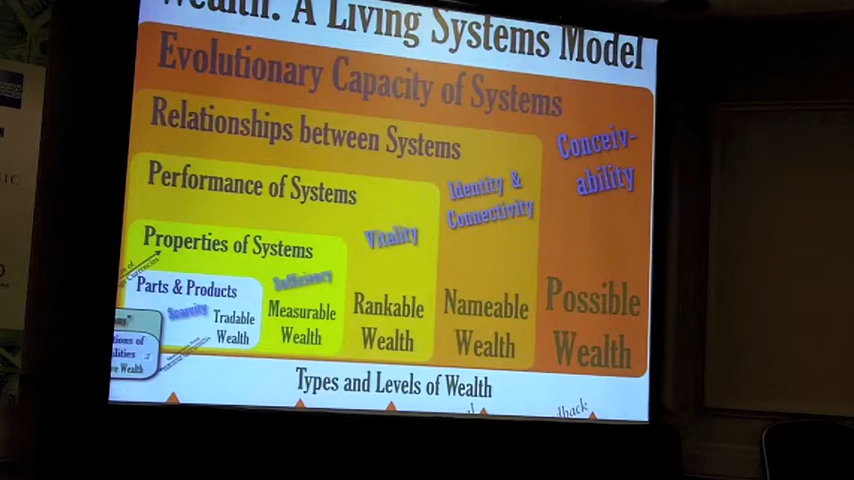 Wealth: A Living Systems Model
Evolutionary Capacity of Systems
Relationships between Systems
Conceiv-
ability
Performance of Systems
Identity &
Connectivity
Properties of Systems
Vitality
Parts & Products
Sufficiency
Scarcity
Tradable
Wealth
Measurable
Wealth
Rankable
Wealth
Nameable
Wealth
Possible
Wealth
Types and Levels of Wealth